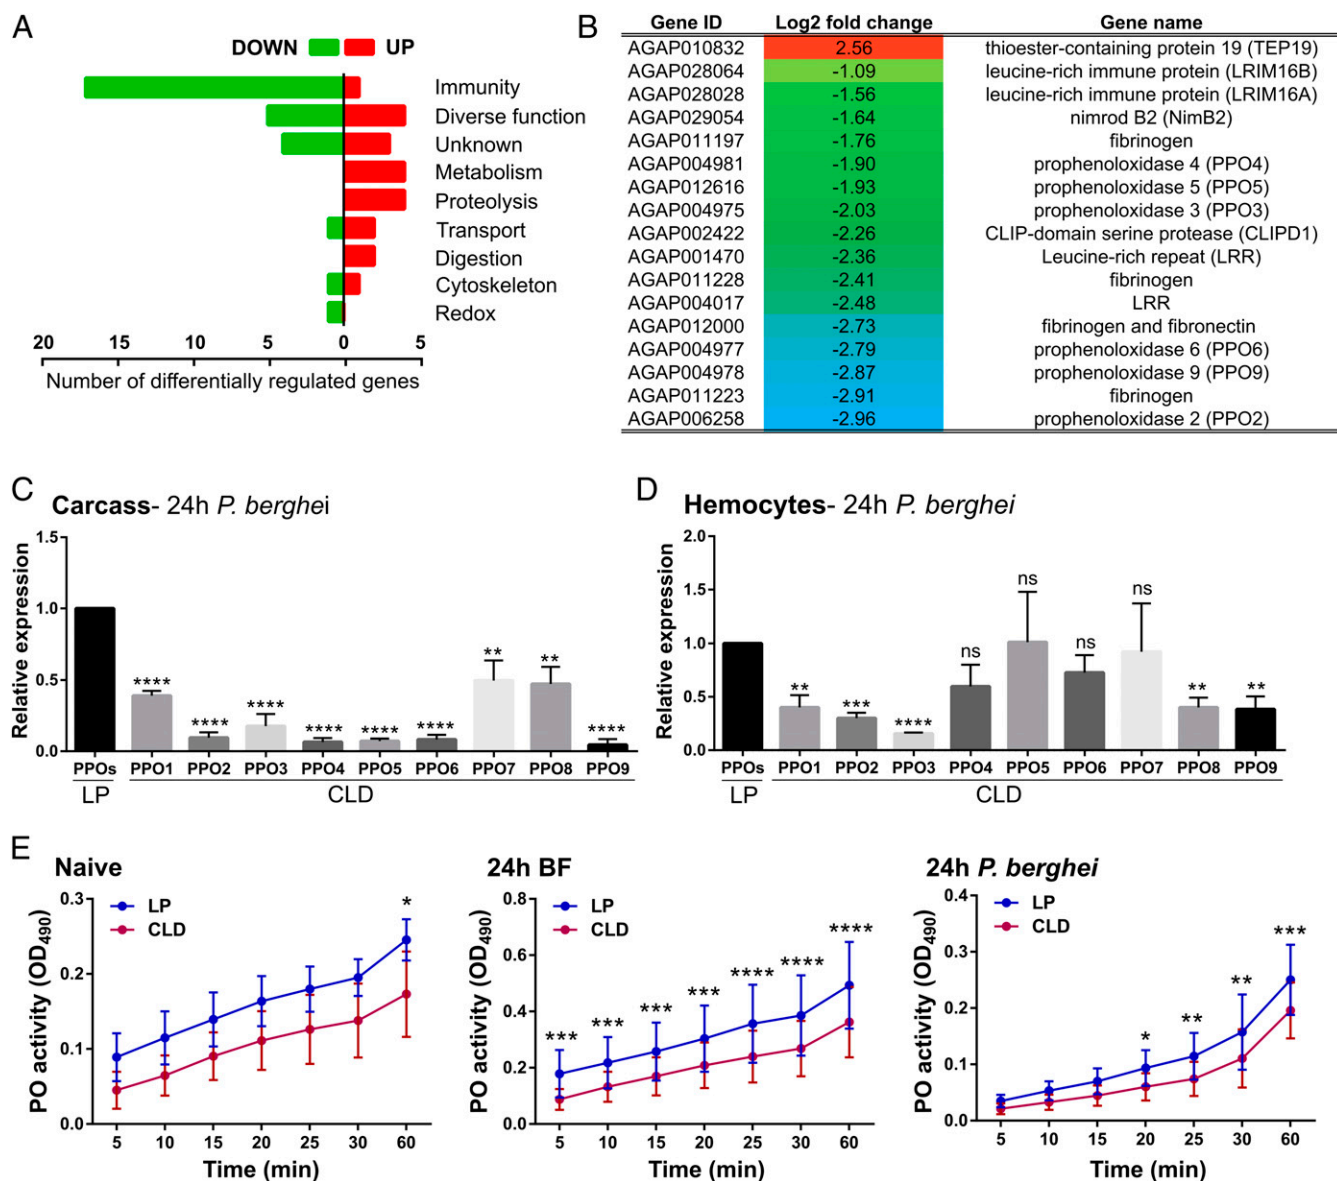 A
DOWN UP
Immunity
Diverse function
Unknown
Metabolism
Proteolysis
Transport
Digestion
Cytoskeleton
Redox
20 15 10 5 0 5
Number of differentially regulated genes
B
Gene ID Log2 fold change Gene name
AGAP010832 2.56 thioester-containing protein 19 (TEP19)
AGAP028064 -1.09 leucine-rich immune protein (LRIM16B)
AGAP028028 -1.56 leucine-rich immune protein (LRIM16A)
AGAP029054 -1.64 nimrod B2 (NimB2)
AGAP011197 -1.76 fibrinogen
AGAP004981 -1.90 prophenoloxidase 4 (PPO4)
AGAP012616 -1.93 prophenoloxidase 5 (PPO5)
AGAP004975 -2.03 prophenoloxidase 3 (PPO3)
AGAP002422 -2.26 CLIP-domain serine protease (CLIPD1)
AGAP001470 -2.36 Leucine-rich repeat (LRR)
AGAP011228 -2.41 fibrinogen
AGAP004017 -2.48 LRR
AGAP012000 -2.73 fibrinogen and fibronectin
AGAP004977 -2.79 prophenoloxidase 6 (PPO6)
AGAP004978 -2.87 prophenoloxidase 9 (PPO9)
AGAP011223 -2.91 fibrinogen
AGAP006258 -2.96 prophenoloxidase 2 (PPO2)
C
Carcass- 24h P. berghei
Relative expression
1.5
1.0
0.5
0.0
**** **** **** **** **** **** ** ** ****
PPOs PPO1 PPO2 PPO3 PPO4 PPO5 PPO6 PPO7 PPO8 PPO9
LP CLD
D
Hemocytes- 24h P. berghei
Relative expression
2.0
1.5
1.0
0.5
0.0
** *** **** ns ns ns ns ** **
PPOs PPO1 PPO2 PPO3 PPO4 PPO5 PPO6 PPO7 PPO8 PPO9
LP CLD
E
Naive
PO activity (OD490)
0.3
0.2
0.1
0.0
LP
CLD
*
5 10 15 20 25 30 60
Time (min)
24h BF
PO activity (OD490)
0.8
0.6
0.4
0.2
0.0
LP
CLD
*** *** *** *** **** **** ****
5 10 15 20 25 30 60
Time (min)
24h P. berghei
PO activity (OD490)
0.4
0.3
0.2
0.1
0.0
LP
CLD
* ** ** ***
5 10 15 20 25 30 60
Time (min)